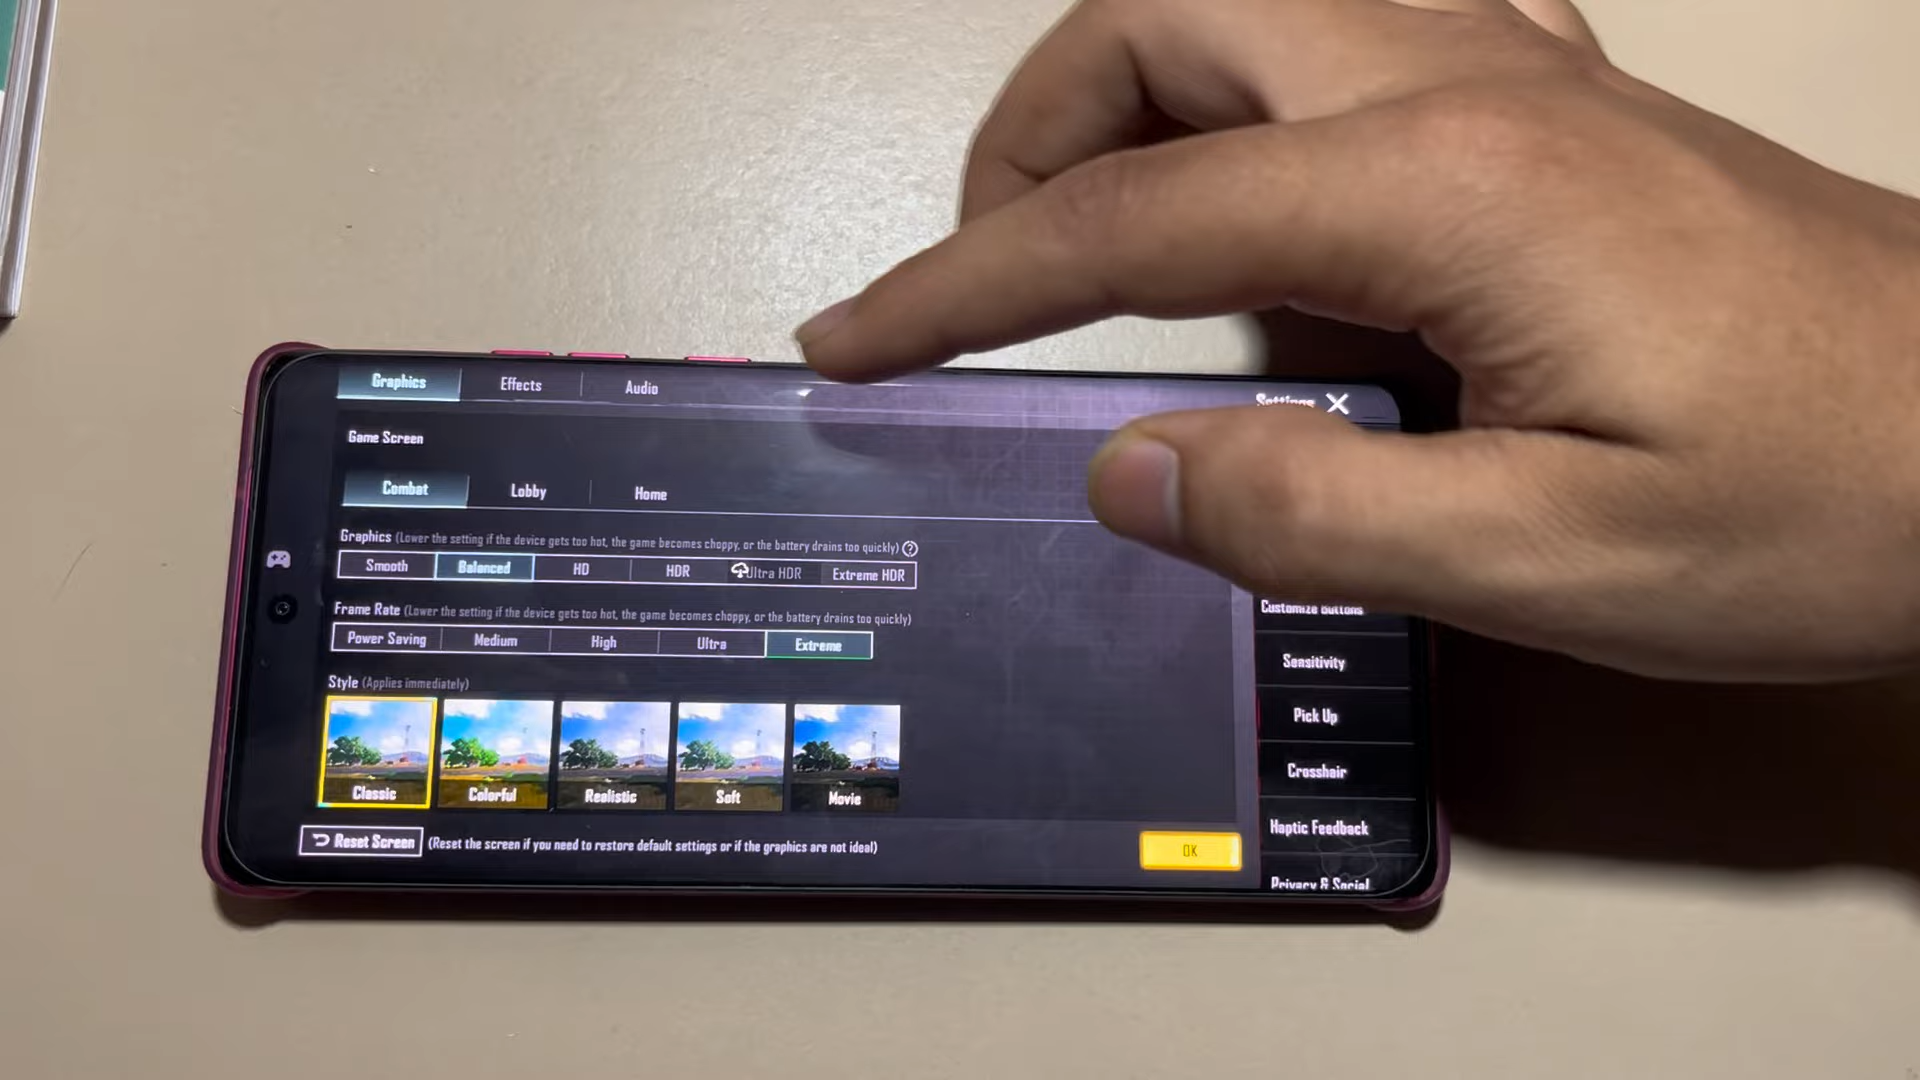 Graphics Effects Audio
Settings X
Game Screen
Combat Lobby Home
Graphics (Lower the setting if the device gets too hot, the game becomes choppy, or the battery drains too quickly) ?
Smooth Balanced HD HDR Ultra HDR Extreme HDR
Frame Rate (Lower the setting if the device gets too hot, the game becomes choppy, or the battery drains too quickly)
Power Saving Medium High Ultra Extreme
Style (Applies immediately)
Classic Colorful Realistic Soft Movie
Reset Screen (Reset the screen if you need to restore default settings or if the graphics are not ideal)
OK
Customize Buttons
Sensitivity
Pick Up
Crosshair
Haptic Feedback
Privacy & Social